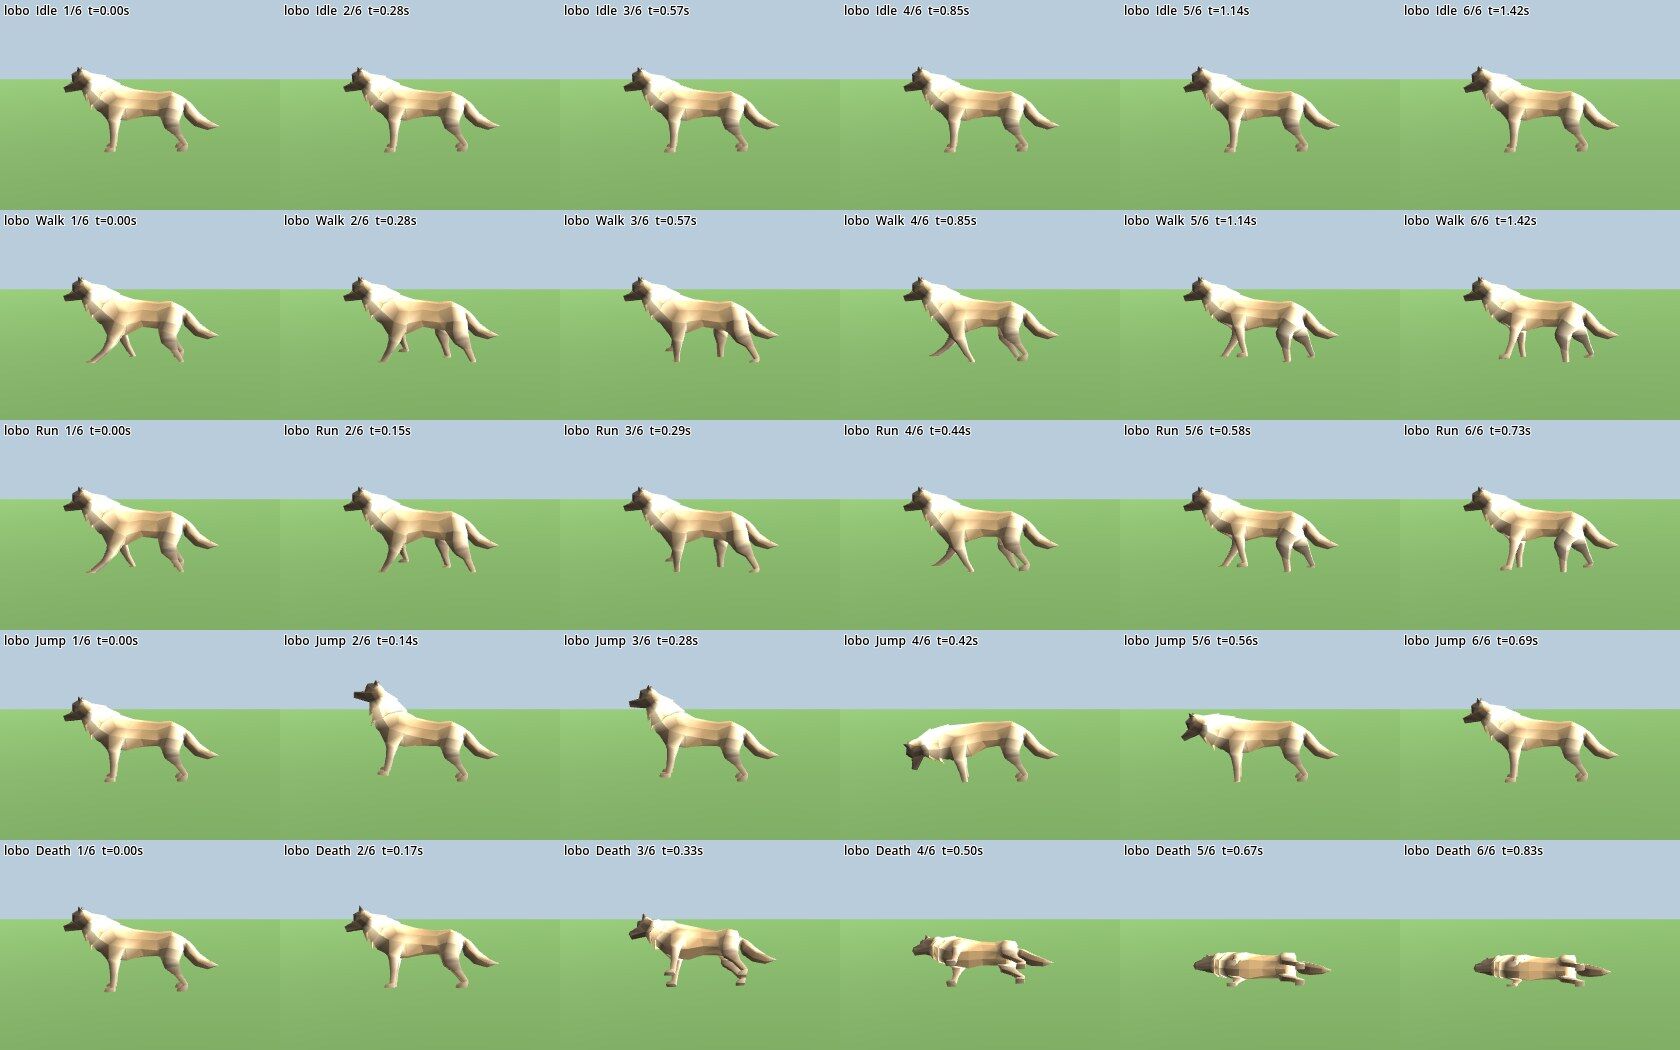 lobo Idle 1/6 t=0.00s
lobo Idle 2/6 t=0.28s
lobo Idle 3/6 t=0.57s
lobo Idle 4/6 t=0.85s
lobo Idle 5/6 t=1.14s
lobo Idle 6/6 t=1.42s
lobo Walk 1/6 t=0.00s
lobo Walk 2/6 t=0.28s
lobo Walk 3/6 t=0.57s
lobo Walk 4/6 t=0.85s
lobo Walk 5/6 t=1.14s
lobo Walk 6/6 t=1.42s
lobo Run 1/6 t=0.00s
lobo Run 2/6 t=0.15s
lobo Run 3/6 t=0.29s
lobo Run 4/6 t=0.44s
lobo Run 5/6 t=0.58s
lobo Run 6/6 t=0.73s
lobo Jump 1/6 t=0.00s
lobo Jump 2/6 t=0.14s
lobo Jump 3/6 t=0.28s
lobo Jump 4/6 t=0.42s
lobo Jump 5/6 t=0.56s
lobo Jump 6/6 t=0.69s
lobo Death 1/6 t=0.00s
lobo Death 2/6 t=0.17s
lobo Death 3/6 t=0.33s
lobo Death 4/6 t=0.50s
lobo Death 5/6 t=0.67s
lobo Death 6/6 t=0.83s